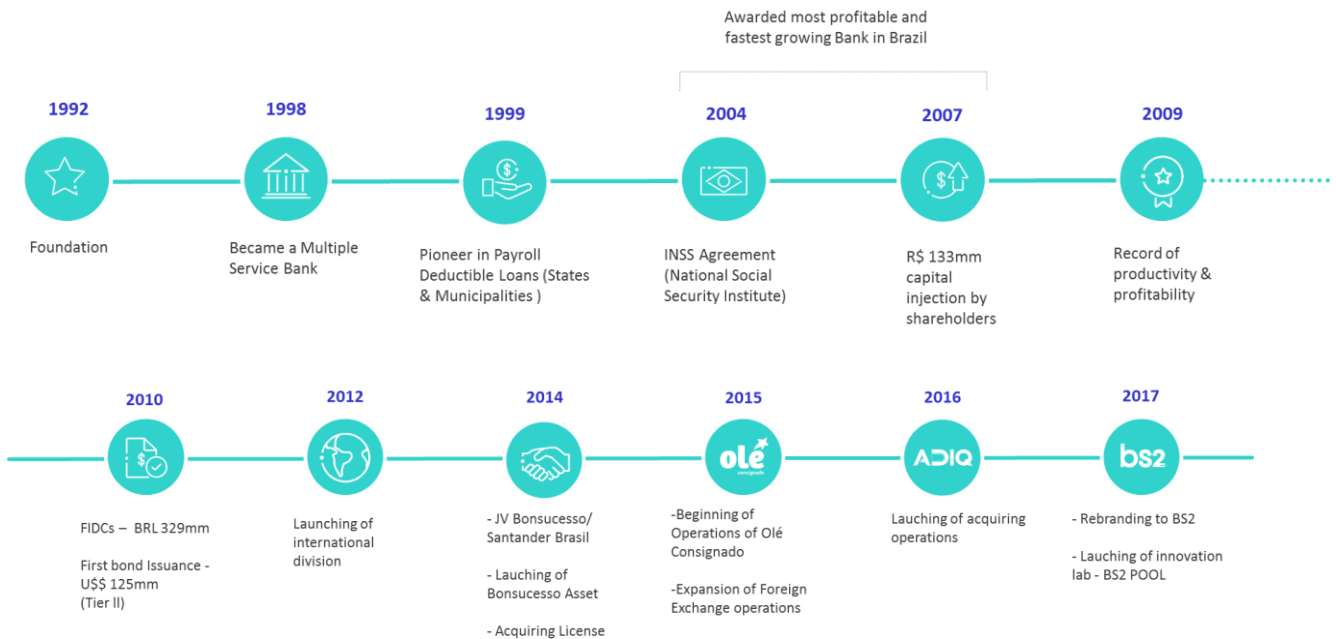 Awarded most profitable and
fastest growing Bank in Brazil
1992
1998
1999
2004
2007
2009
Foundation
Became a Multiple
Service Bank
Pioneer in Payroll
Deductible Loans (States
& Municipalities )
INSS Agreement
(National Social
Security Institute)
R$ 133mm
capital
injection by
shareholders
Record of
productivity &
profitability
2010
2012
2014
2015
2016
2017
olé
consignado
ADIQ
bs2
FIDCs – BRL 329mm
First bond Issuance -
U$$ 125mm
(Tier II)
Launching of
international
division
- JV Bonsucesso/
Santander Brasil
- Lauching of
Bonsucesso Asset
- Acquiring License
-Beginning of
Operations of Olé
Consignado
-Expansion of Foreign
Exchange operations
Lauching of acquiring
operations
- Rebranding to BS2
- Lauching of innovation
lab - BS2 POOL